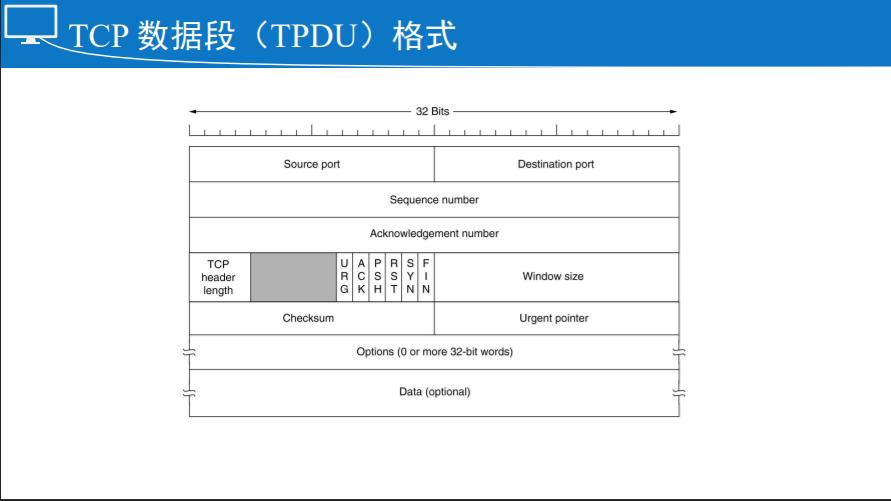 TCP 数据段（TPDU）格式
32 Bits
Source port Destination port
Sequence number
Acknowledgement number
TCP header length URG ACK PSH RST SYN FIN Window size
Checksum Urgent pointer
Options (0 or more 32-bit words)
Data (optional)